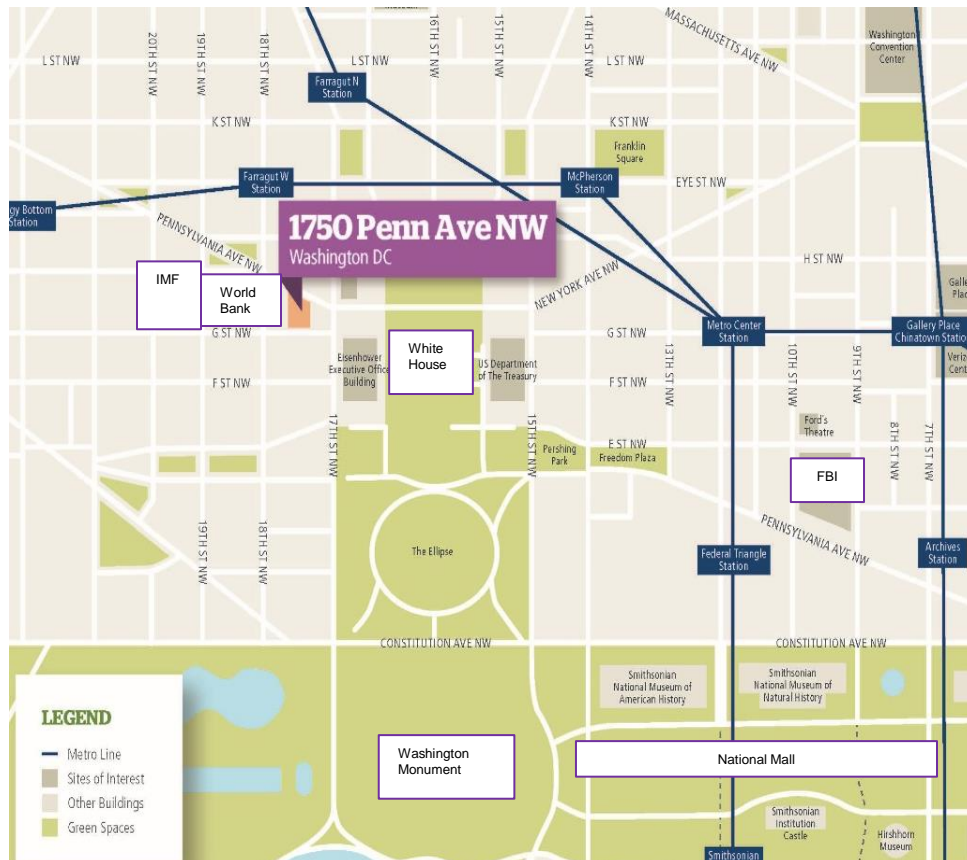 Museum
MASSACHUSETTS AVE NW
Washington
Convention
Center
20TH ST NW
19TH ST NW
18TH ST NW
16TH ST NW
15TH ST NW
14TH ST NW
L ST NW
L ST NW
L ST NW
Farragut N
Station
K ST NW
K ST NW
Franklin
Square
Farragut W
Station
McPherson
Station
EYE ST NW
gy Bottom
Station
PENNSYLVANIA AVE NW
1750 Penn Ave NW
Washington DC
H ST NW
IMF
World
Bank
NEW YORK AVE NW
Galle
Plac
G ST NW
G ST NW
Metro Center
Station
Gallery Place
Chinatown Statio
Veriz
Cent
White
House
Eisenhower
Executive Office
Building
US Department
of The Treasury
13TH ST NW
10TH ST NW
9TH ST NW
F ST NW
F ST NW
17TH ST NW
15TH ST NW
Ford's
Theatre
8TH ST NW
7TH ST NW
E ST NW
Pershing
Park
Freedom Plaza
FBI
19TH ST NW
18TH ST NW
PENNSYLVANIA AVE NW
The Ellipse
Federal Triangle
Station
Archives
Station
CONSTITUTION AVE NW
CONSTITUTION AVE NW
Smithsonian
National Museum of
American History
Smithsonian
National Museum of
Natural History
LEGEND
Metro Line
Sites of Interest
Other Buildings
Green Spaces
Washington
Monument
National Mall
Smithsonian
Institution
Castle
Hirshhorn
Museum
Smithsonian